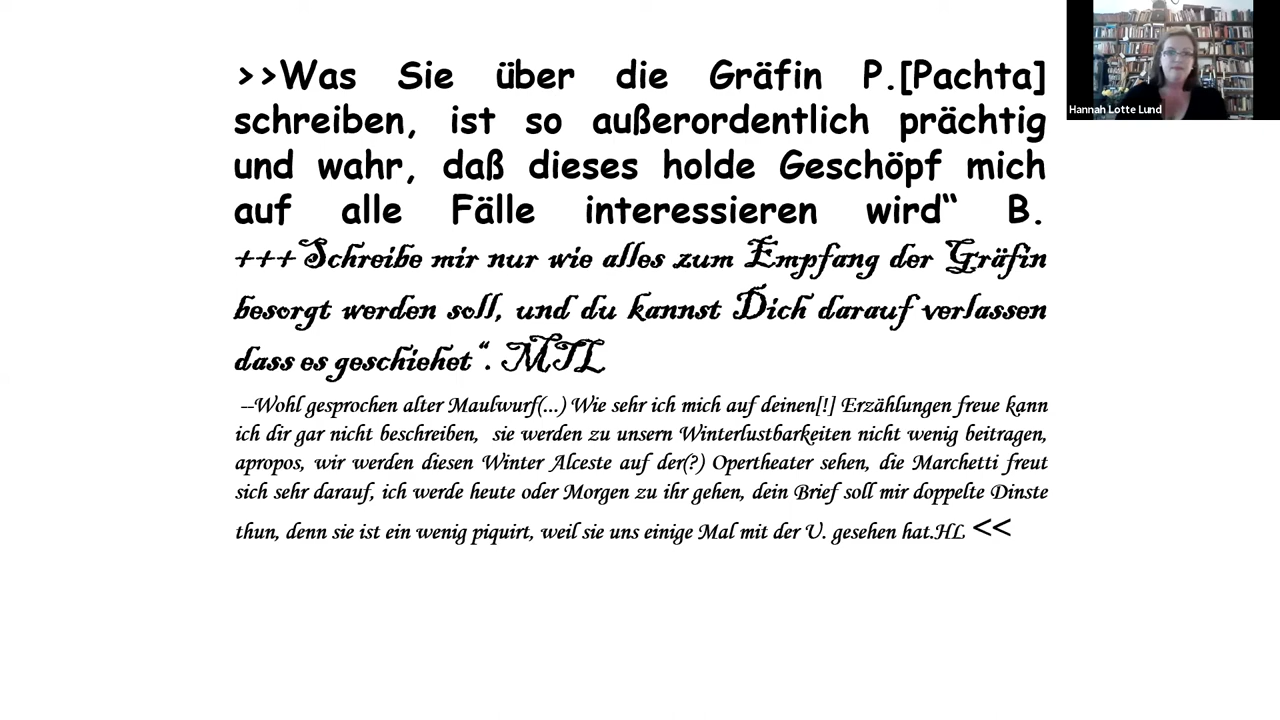 >>Was Sie über die Gräfin P.[Pachta]
schreiben, ist so außerordentlich prächtig
und wahr, daß dieses holde Geschöpf mich
auf alle Fälle interessieren wird“ B.
+++Schreibe mir nur wie alles zum Empfang der Gräfin
besorgt werden soll, und du kannst Dich darauf verlassen
dass es geschiehet“. MTL
--Wohl gesprochen alter Maulwurf(...) Wie sehr ich mich auf deinen[!] Erzählungen freue kann
ich dir gar nicht beschreiben, sie werden zu unsern Winterlustbarkeiten nicht wenig beitragen,
apropos, wir werden diesen Winter Alceste auf der(?) Opertheater sehen, die Marchetti freut
sich sehr darauf, ich werde heute oder Morgen zu ihr gehen, dein Brief soll mir doppelte Dinste
thun, denn sie ist ein wenig piquirt, weil sie uns einige Mal mit der U. gesehen hat.HL <<
Hannah Lotte Lund